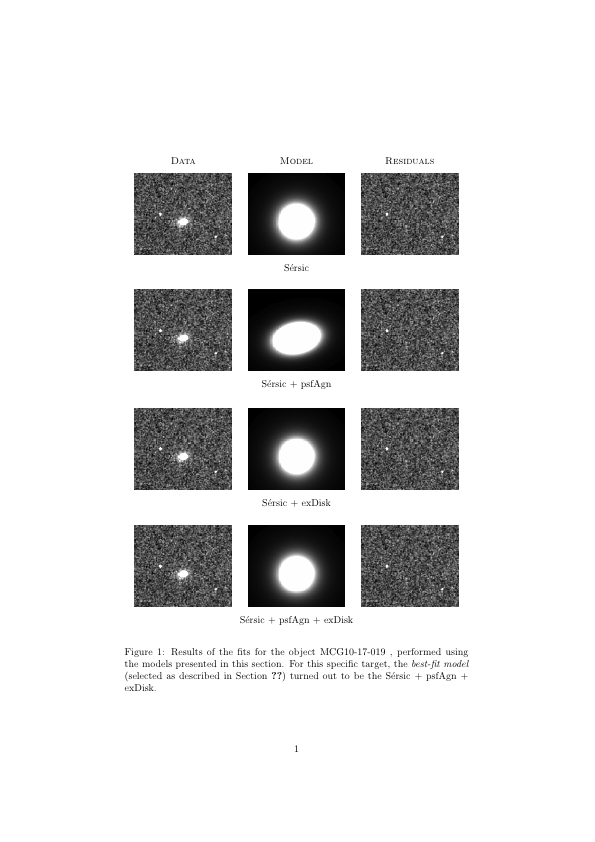 Data Model Residuals
Sérsic
Sérsic + psfAgn
Sérsic + exDisk
Sérsic + psfAgn + exDisk
Figure 1: Results of the fits for the object MCG10-17-019 , performed using
the models presented in this section. For this specific target, the best-fit model
(selected as described in Section ??) turned out to be the Sérsic + psfAgn +
exDisk.
1